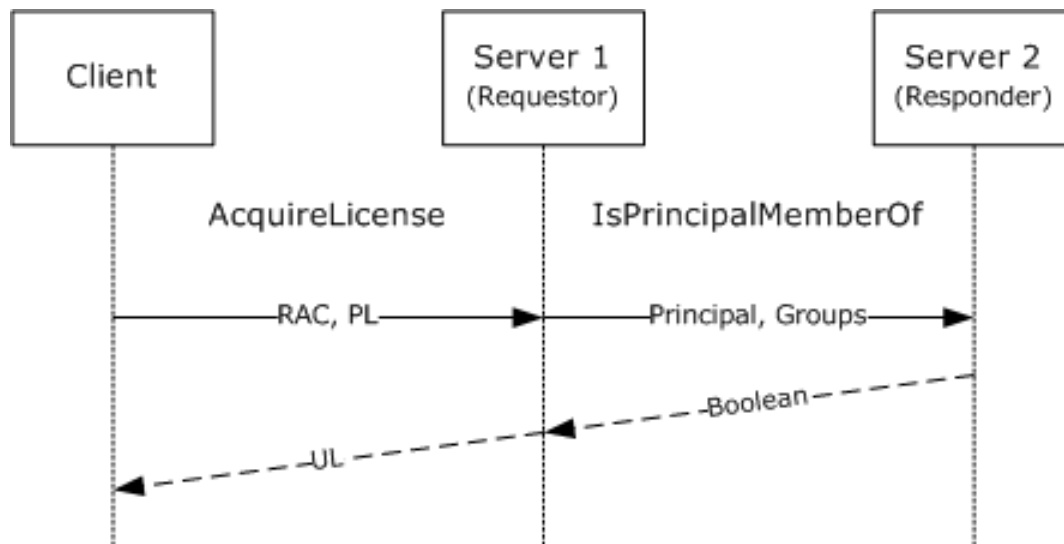 Client
Server 1
(Requestor)
Server 2
(Responder)
AcquireLicense
IsPrincipalMemberOf
RAC, PL
Principal, Groups
Boolean
UL